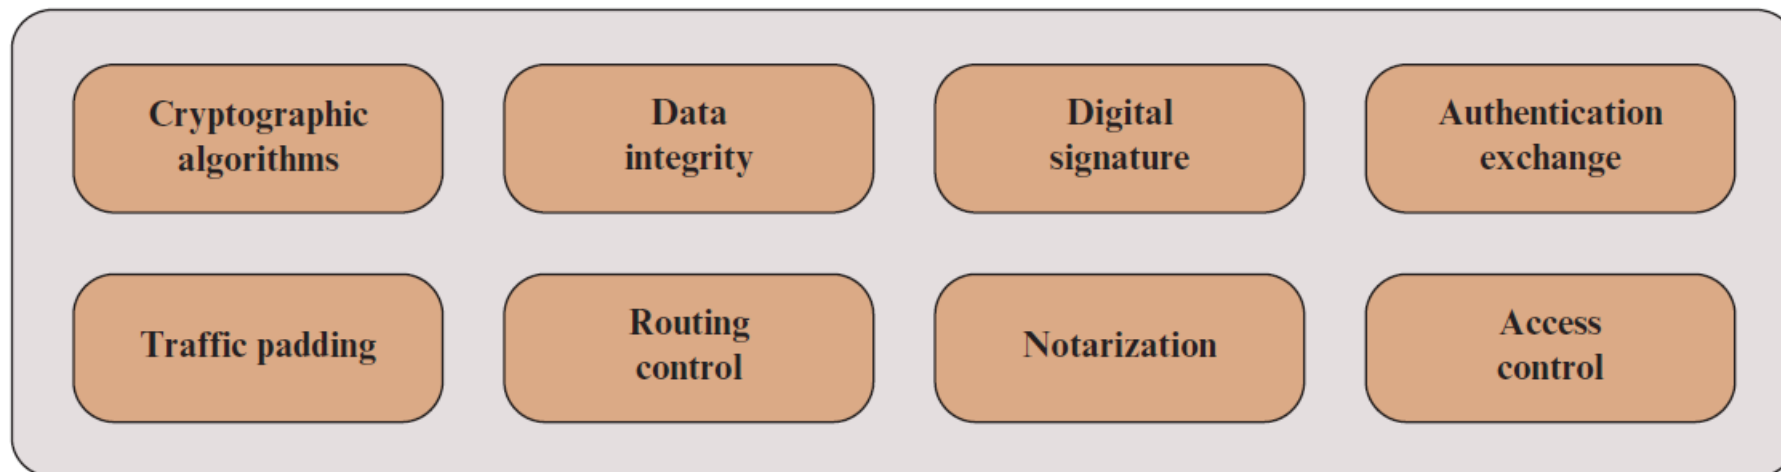 Cryptographic
algorithms
Data
integrity
Digital
signature
Authentication
exchange
Traffic padding
Routing
control
Notarization
Access
control